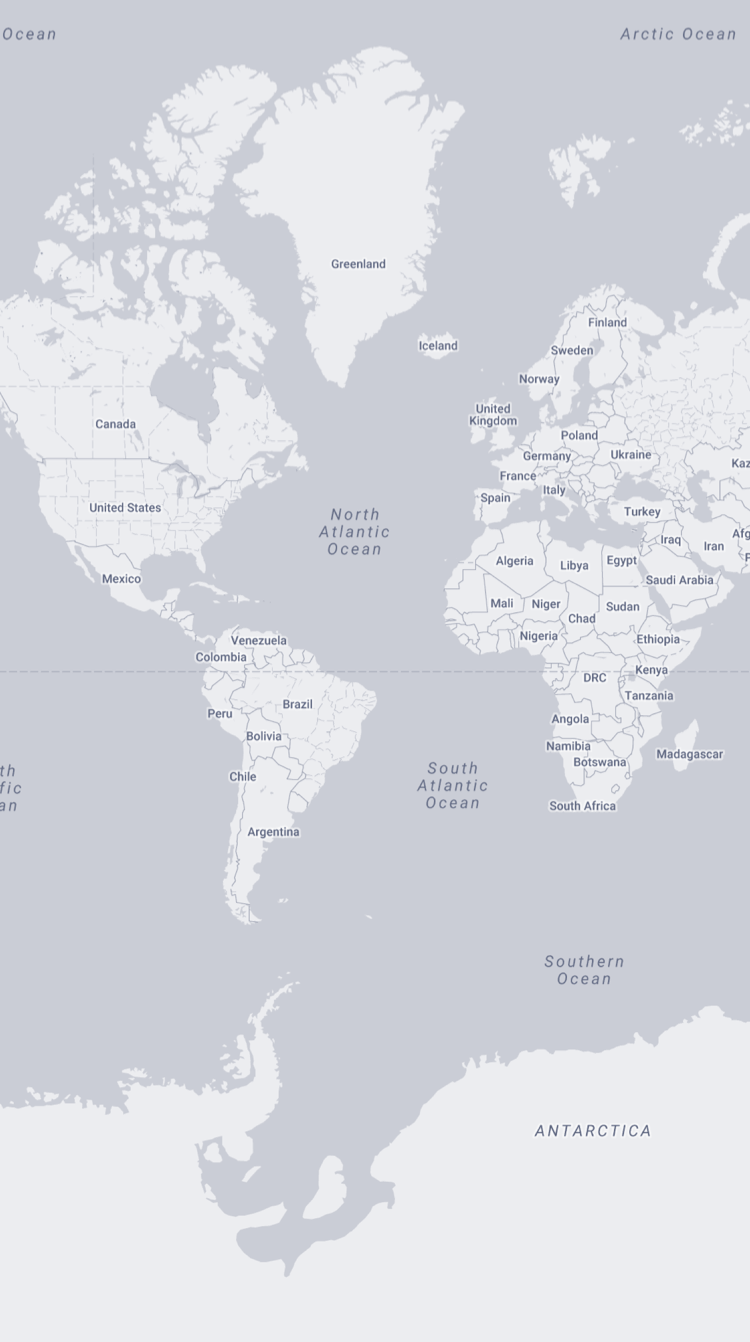 Ocean
Arctic Ocean
Greenland
Finland
Iceland
Sweden
Norway
United
Kingdom
Canada
Poland
Germany
Ukraine
Kaz
France
Italy
Spain
United States
Turkey
North
Atlantic
Ocean
Iraq
Iran
Afg
P
Algeria
Libya
Egypt
Mexico
Saudi Arabia
Mali
Niger
Chad
Sudan
Nigeria
Ethiopia
Venezuela
Colombia
Kenya
DRC
Tanzania
Brazil
Peru
Angola
Bolivia
Namibia
Botswana
Madagascar
th
fic
an
Chile
South
Atlantic
Ocean
South Africa
Argentina
Southern
Ocean
ANTARCTICA